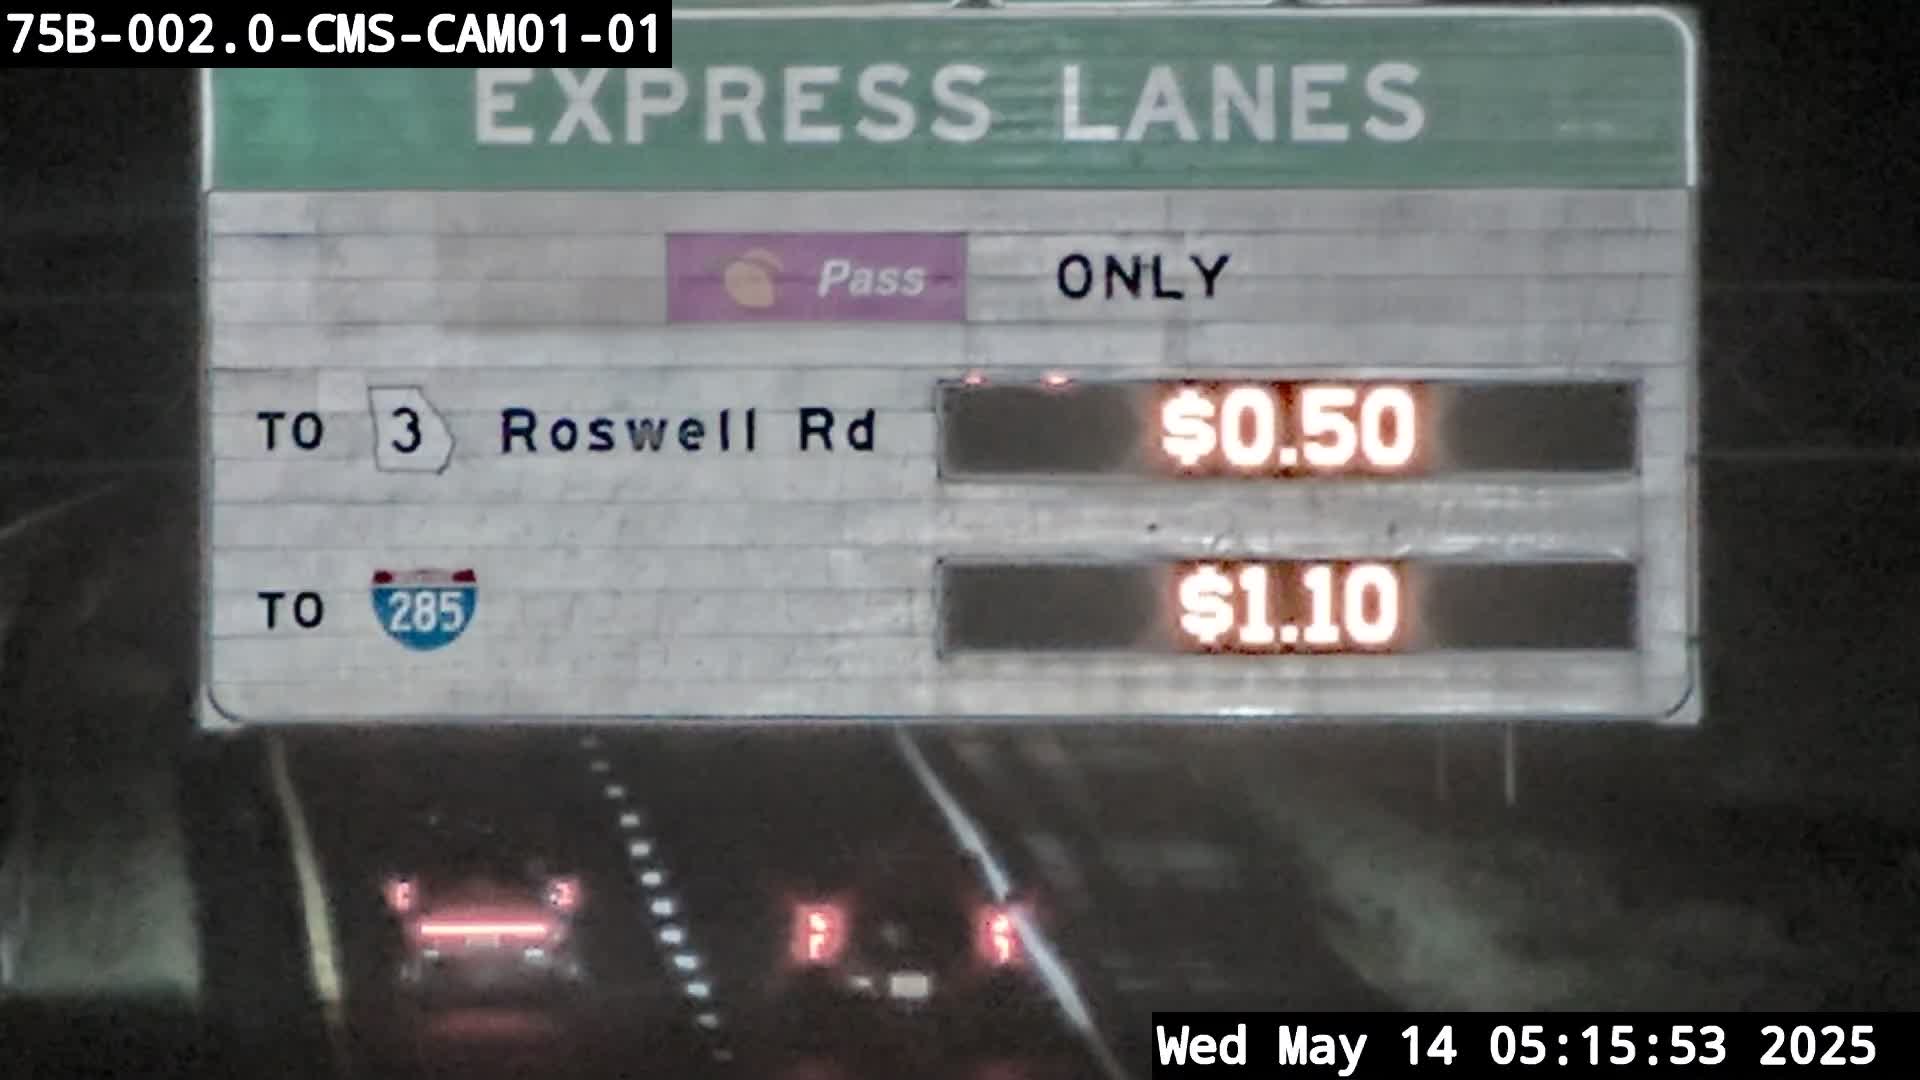 75B-002.0-CMS-CAM01-01
EXPRESS LANES
Pass ONLY
TO 3 Roswell Rd $0.50
TO 285 $1.10
Wed May 14 05:15:53 2025